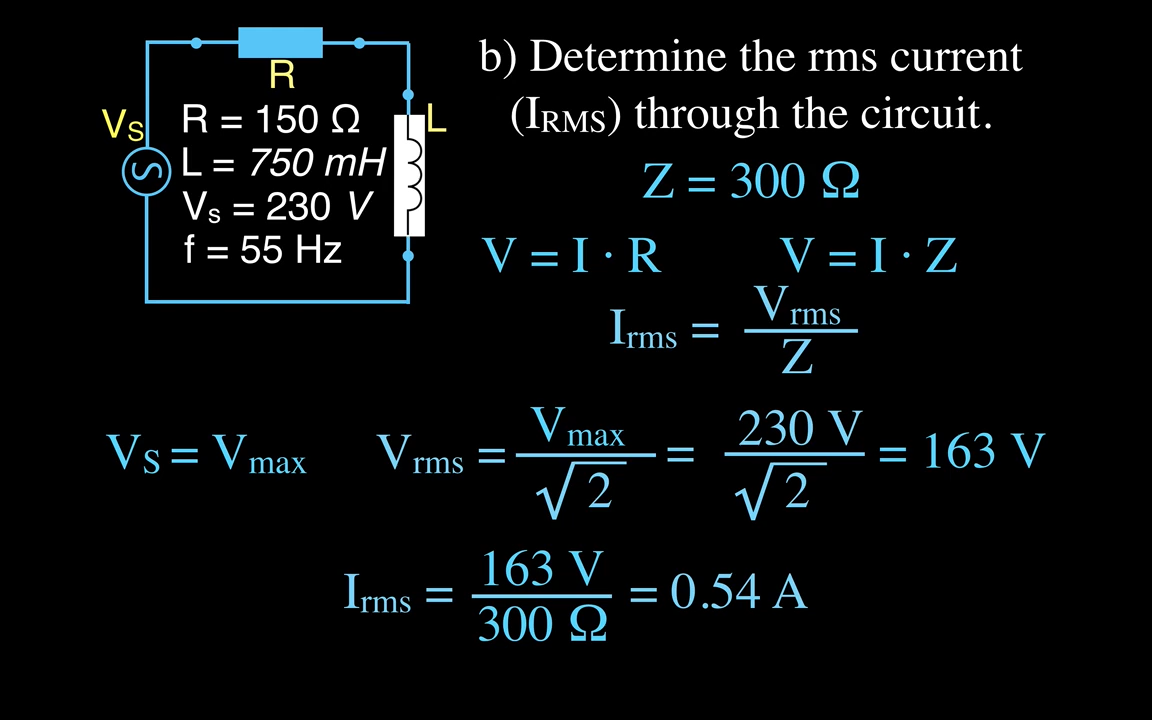 R
Vs
L
R = 150 Ω
L = 750 mH
Vs = 230 V
f = 55 Hz
b) Determine the rms current
(IRMS) through the circuit.
Z = 300 Ω
V = I · R V = I · Z
Irms = Vrms / Z
VS = Vmax Vrms = Vmax / √2 = 230 V / √2 = 163 V
Irms = 163 V / 300 Ω = 0.54 A